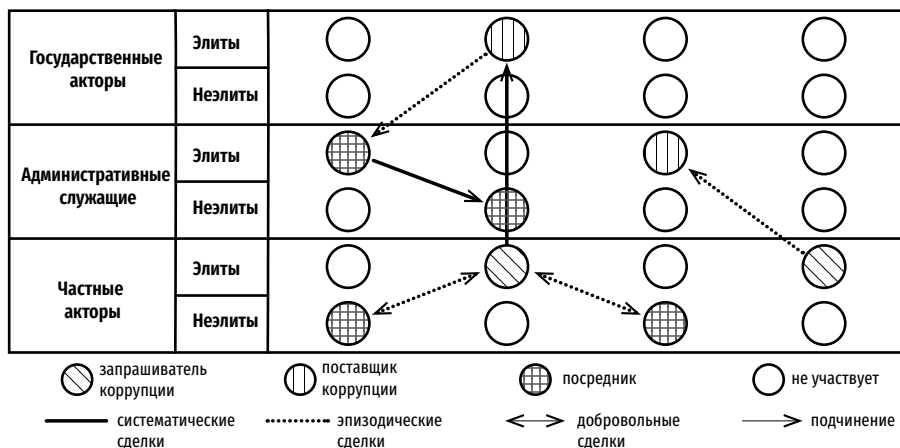 Государственные
акторы
Элиты
Неэлиты
Административные
служащие
Элиты
Неэлиты
Частные
акторы
Элиты
Неэлиты
запрашиватель
коррупции
поставщик
коррупции
посредник
не участвует
систематические
сделки
эпизодические
сделки
добровольные
сделки
подчинение